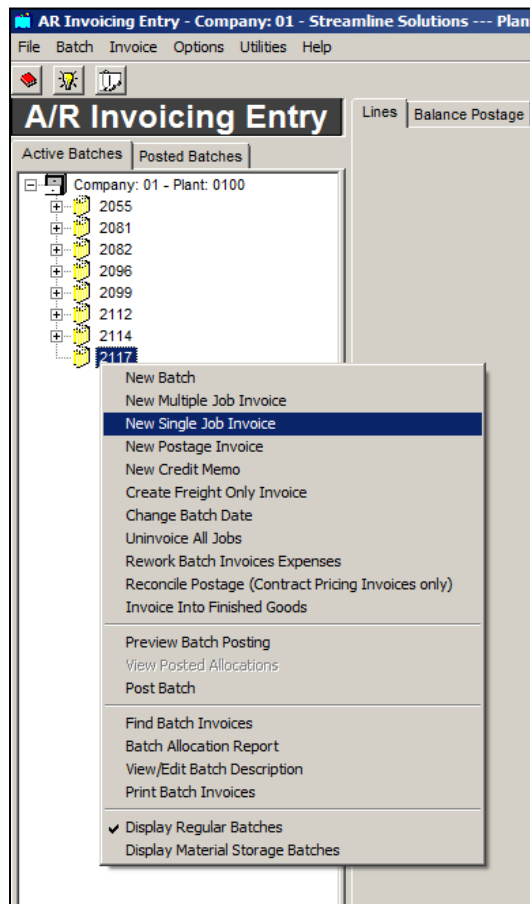 AR Invoicing Entry - Company: 01 - Streamline Solutions --- Plan
File Batch Invoice Options Utilities Help
A/R Invoicing Entry
Lines Balance Postage
Active Batches Posted Batches
Company: 01 - Plant: 0100
2055
2081
2082
2096
2099
2112
2114
2117
New Batch
New Multiple Job Invoice
New Single Job Invoice
New Postage Invoice
New Credit Memo
Create Freight Only Invoice
Change Batch Date
Uninvoice All Jobs
Rework Batch Invoices Expenses
Reconcile Postage (Contract Pricing Invoices only)
Invoice Into Finished Goods
Preview Batch Posting
View Posted Allocations
Post Batch
Find Batch Invoices
Batch Allocation Report
View/Edit Batch Description
Print Batch Invoices
Display Regular Batches
Display Material Storage Batches